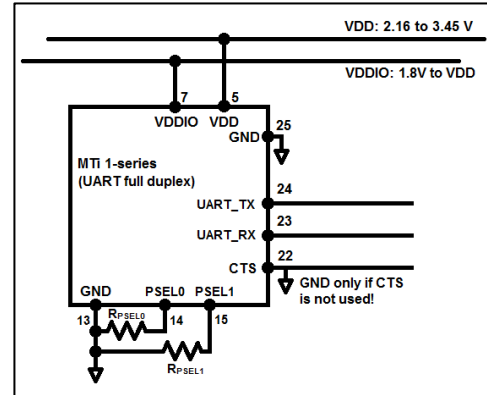 VDD: 2.16 to 3.45 V
VDDIO: 1.8V to VDD
7 5
VDDIO VDD
25
GND
MTi 1-series
(UART full duplex)
24
UART_TX
23
UART_RX
22
CTS
GND only if CTS
is not used!
GND PSEL0 PSEL1
13 RPSEL0 14 15
RPSEL1